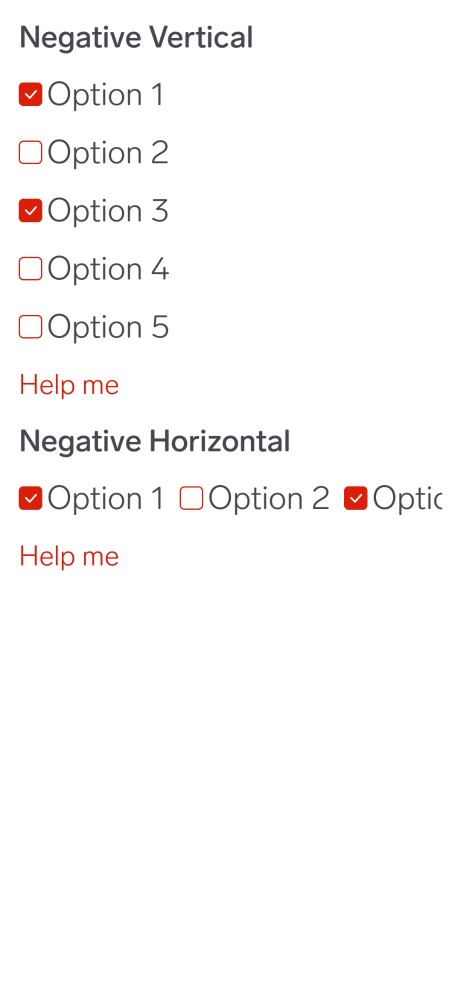 Negative Vertical
Option 1
Option 2
Option 3
Option 4
Option 5
Help me
Negative Horizontal
Option 1 Option 2
Help me